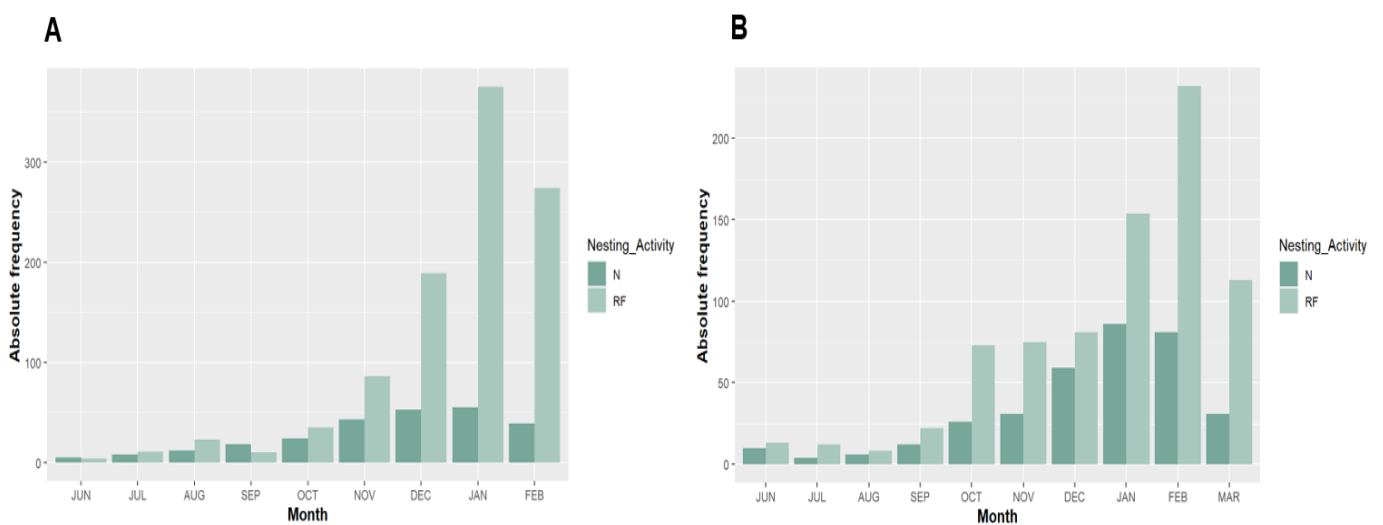 A
B
Absolute frequency
300
200
100
0
JUN JUL AUG SEP OCT NOV DEC JAN FEB
Month
Nesting_Activity
N
RF
Absolute frequency
200
150
100
50
0
JUN JUL AUG SEP OCT NOV DEC JAN FEB MAR
Month
Nesting_Activity
N
RF